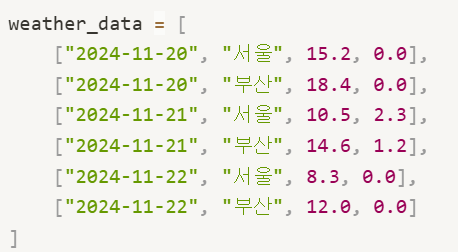 weather_data = [
    ["2024-11-20", "서울", 15.2, 0.0],
    ["2024-11-20", "부산", 18.4, 0.0],
    ["2024-11-21", "서울", 10.5, 2.3],
    ["2024-11-21", "부산", 14.6, 1.2],
    ["2024-11-22", "서울", 8.3, 0.0],
    ["2024-11-22", "부산", 12.0, 0.0]
]